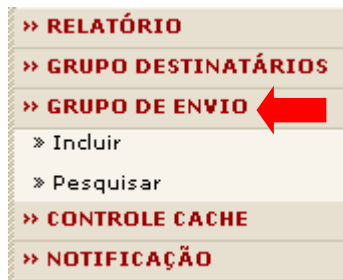 » RELATÓRIO
» GRUPO DESTINATÁRIOS
» GRUPO DE ENVIO
» Incluir
» Pesquisar
» CONTROLE CACHE
» NOTIFICAÇÃO